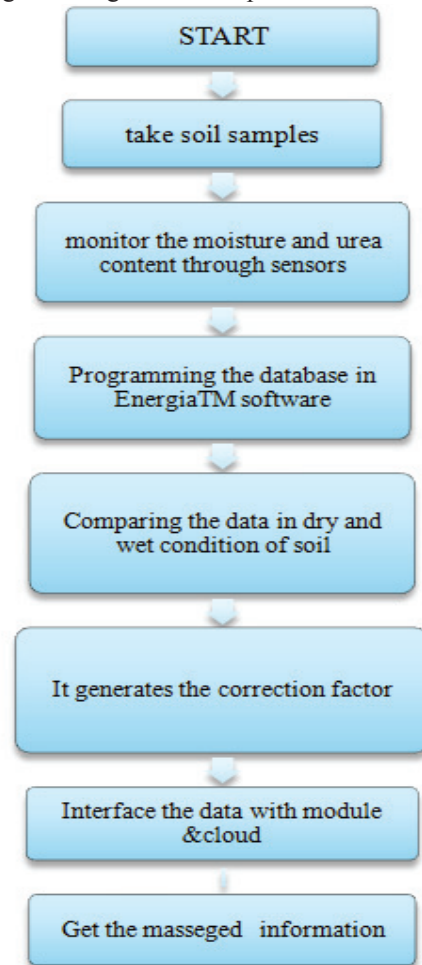 START
take soil samples
monitor the moisture and urea
content through sensors
Programming the database in
EnergiaTM software
Comparing the data in dry and
wet condition of soil
It generates the correction factor
Interface the data with module
&cloud
Get the masseged information